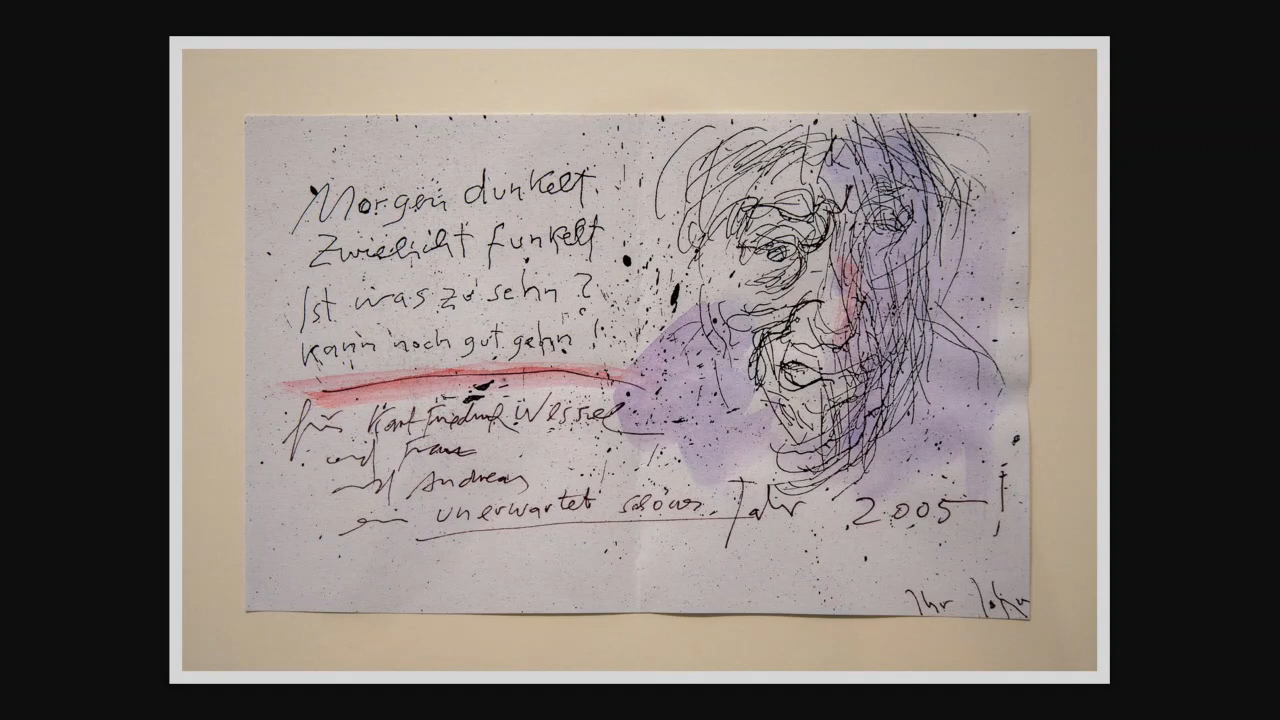 Morgen dunkelt
Zwielicht funkelt
Ist was zu sehn?
kann noch gut gehn!
für Karl Friedrich Wessel
und Frau
und Andreas
ein unerwartet schönes Jahr 2005!
Ihr